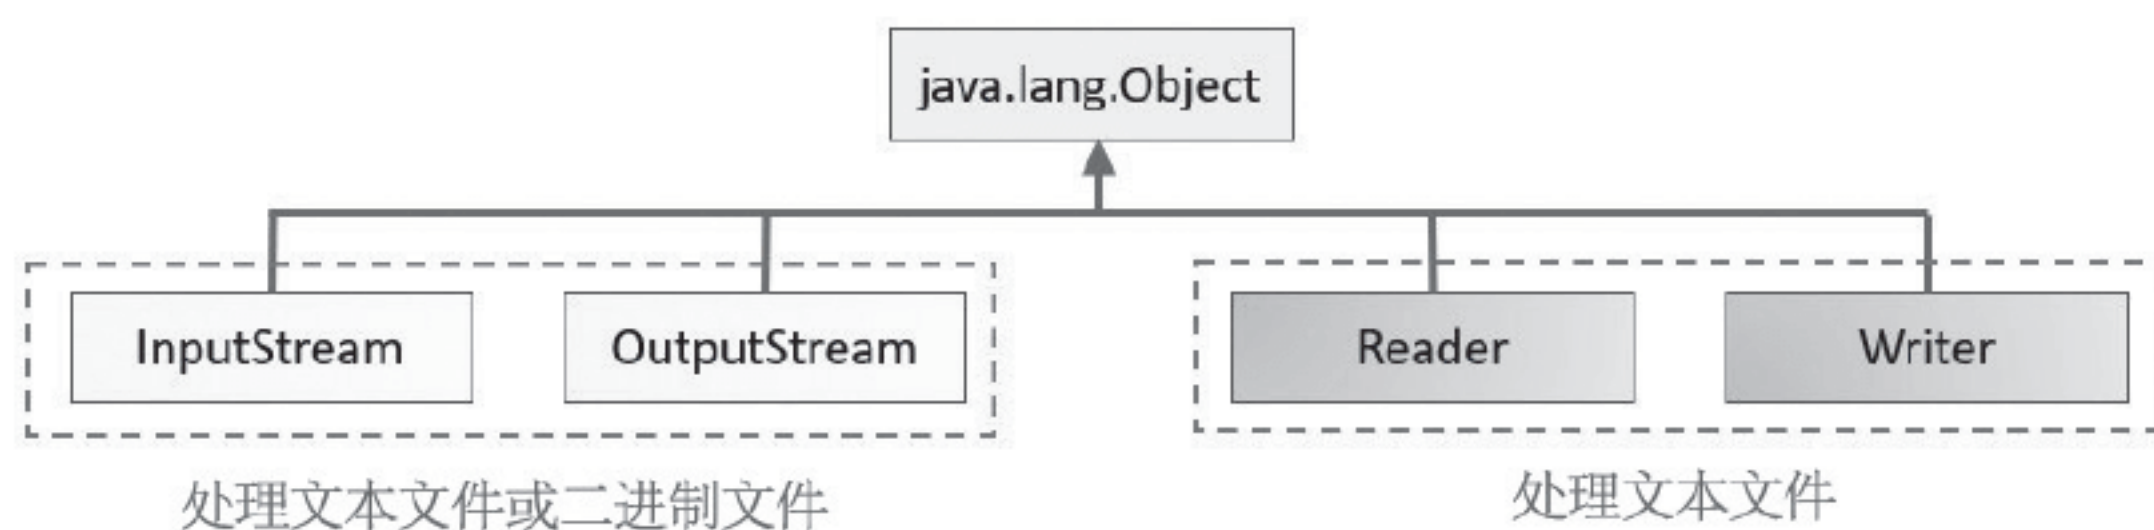 java.lang.Object
InputStream
OutputStream
Reader
Writer
处理文本文件或二进制文件
处理文本文件